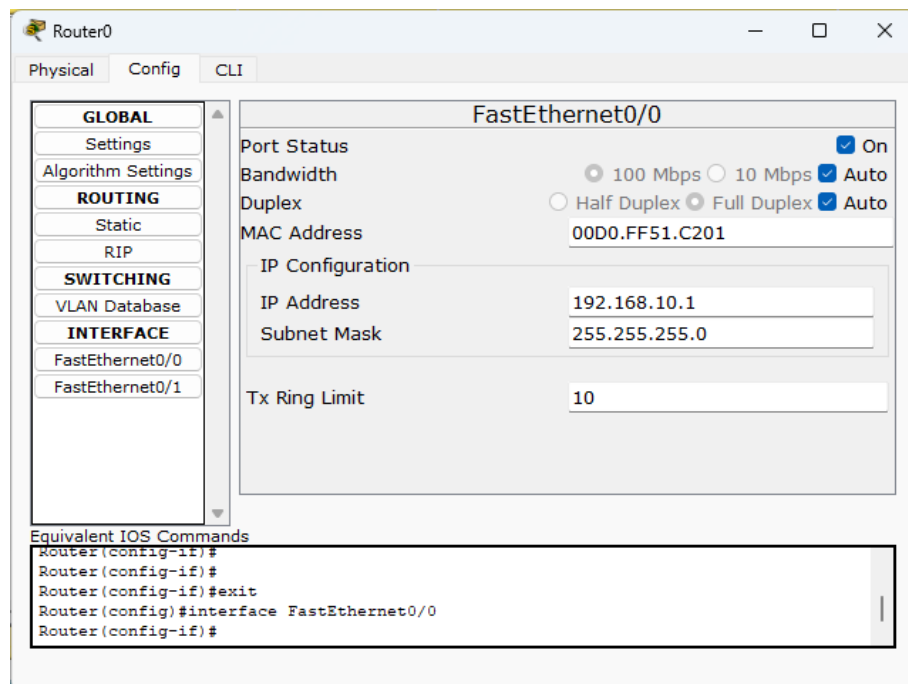 Router0
Physical Config CLI
GLOBAL
Settings
Algorithm Settings
ROUTING
Static
RIP
SWITCHING
VLAN Database
INTERFACE
FastEthernet0/0
FastEthernet0/1
FastEthernet0/0
Port Status On
Bandwidth 100 Mbps 10 Mbps Auto
Duplex Half Duplex Full Duplex Auto
MAC Address 00D0.FF51.C201
IP Configuration
IP Address 192.168.10.1
Subnet Mask 255.255.255.0
Tx Ring Limit 10
Equivalent IOS Commands
Router(config-if)#
Router(config-if)#
Router(config-if)#exit
Router(config)#interface FastEthernet0/0
Router(config-if)#